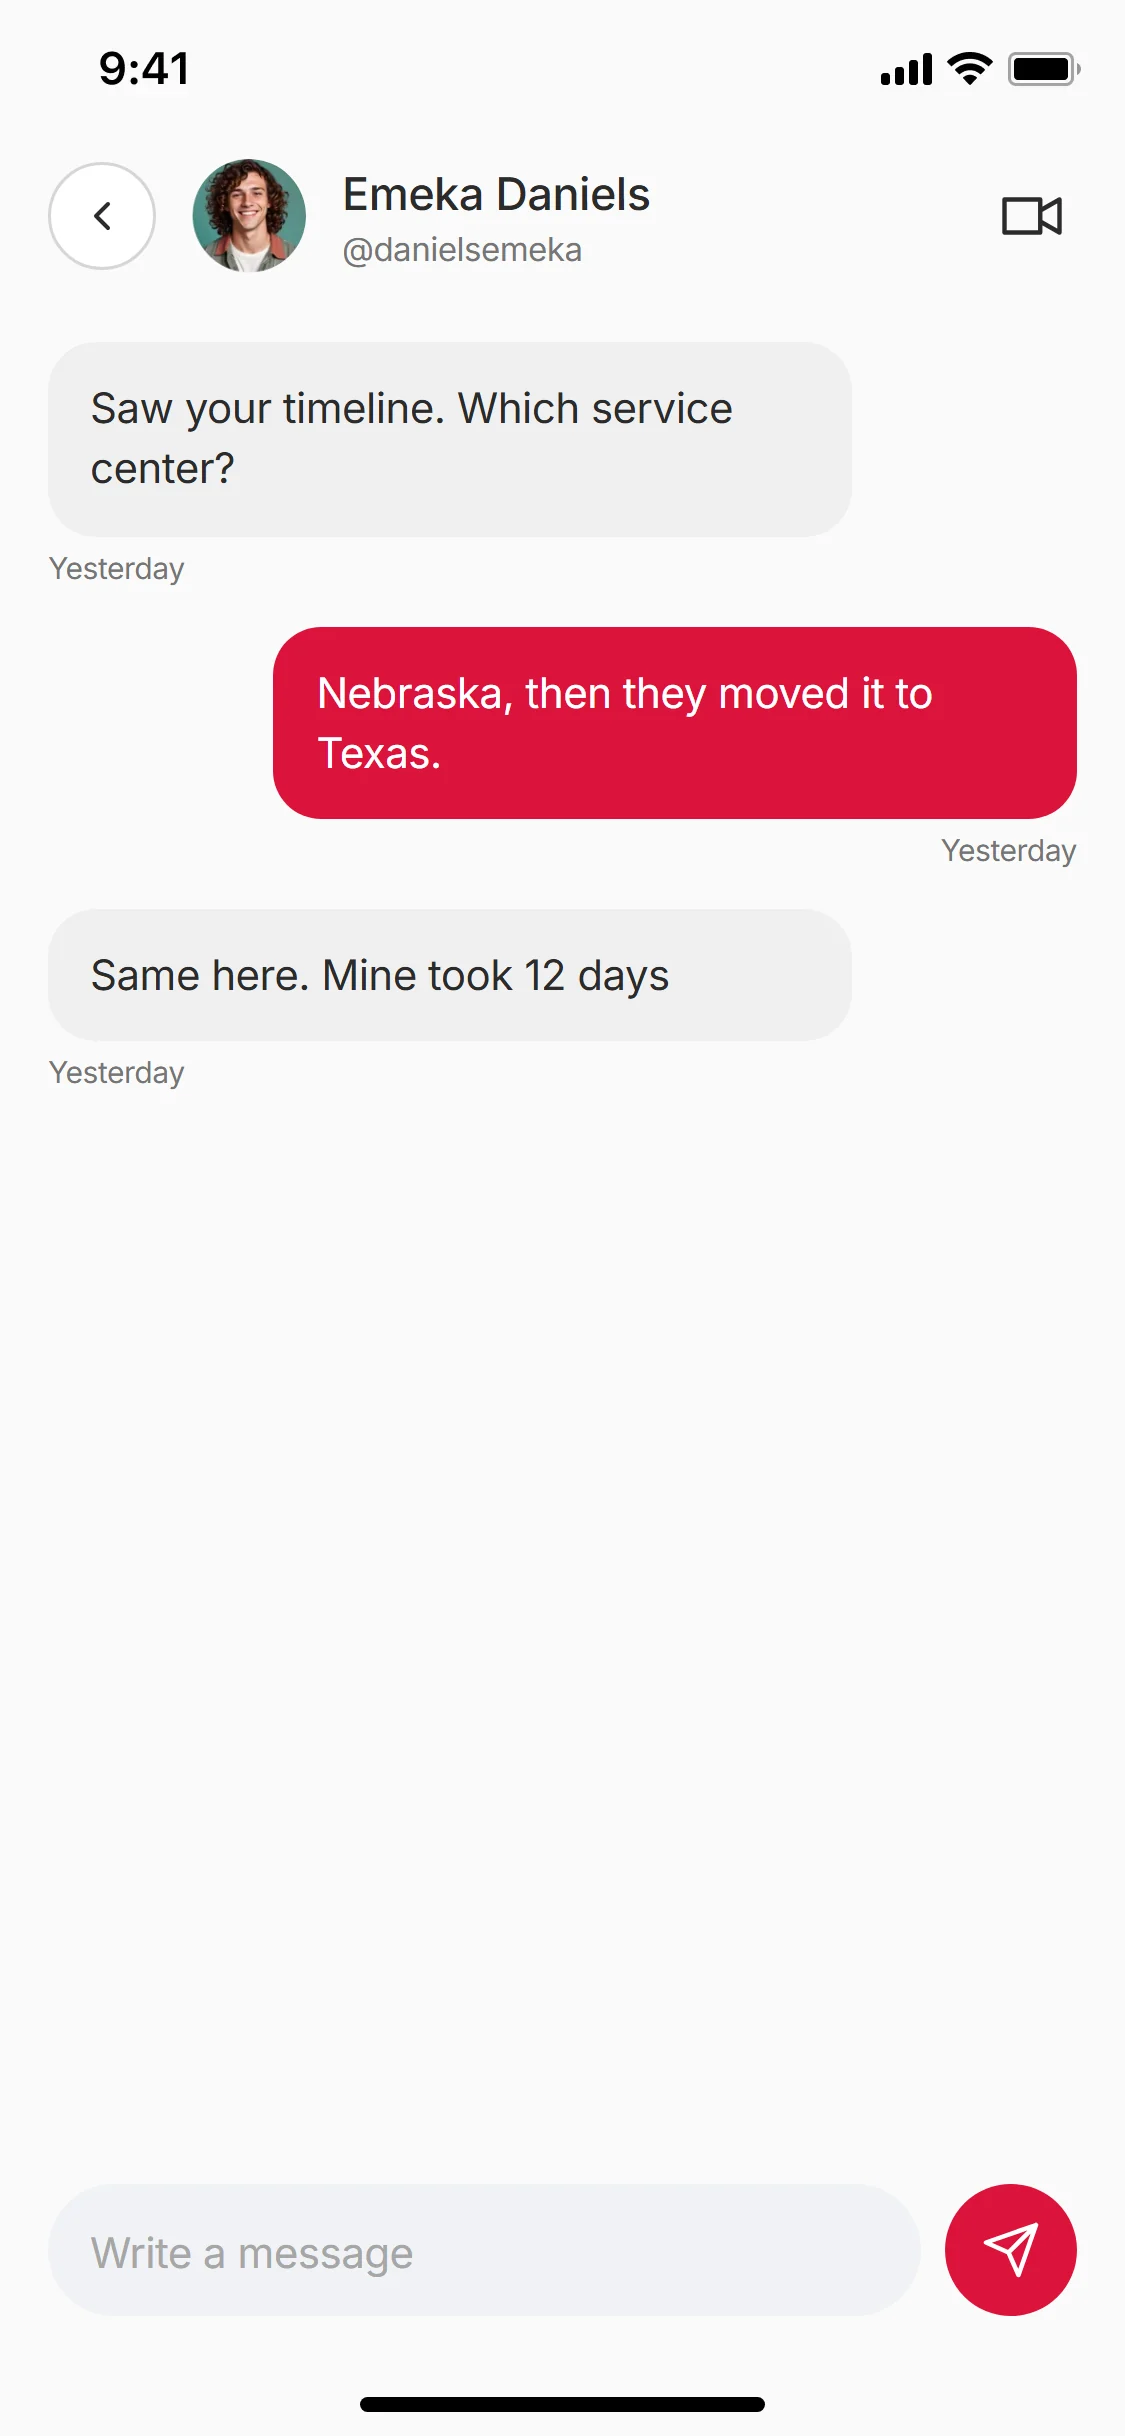 9:41
Emeka Daniels
@danielsemeka
Saw your timeline. Which service
center?
Yesterday
Nebraska, then they moved it to
Texas.
Yesterday
Same here. Mine took 12 days
Yesterday
Write a message